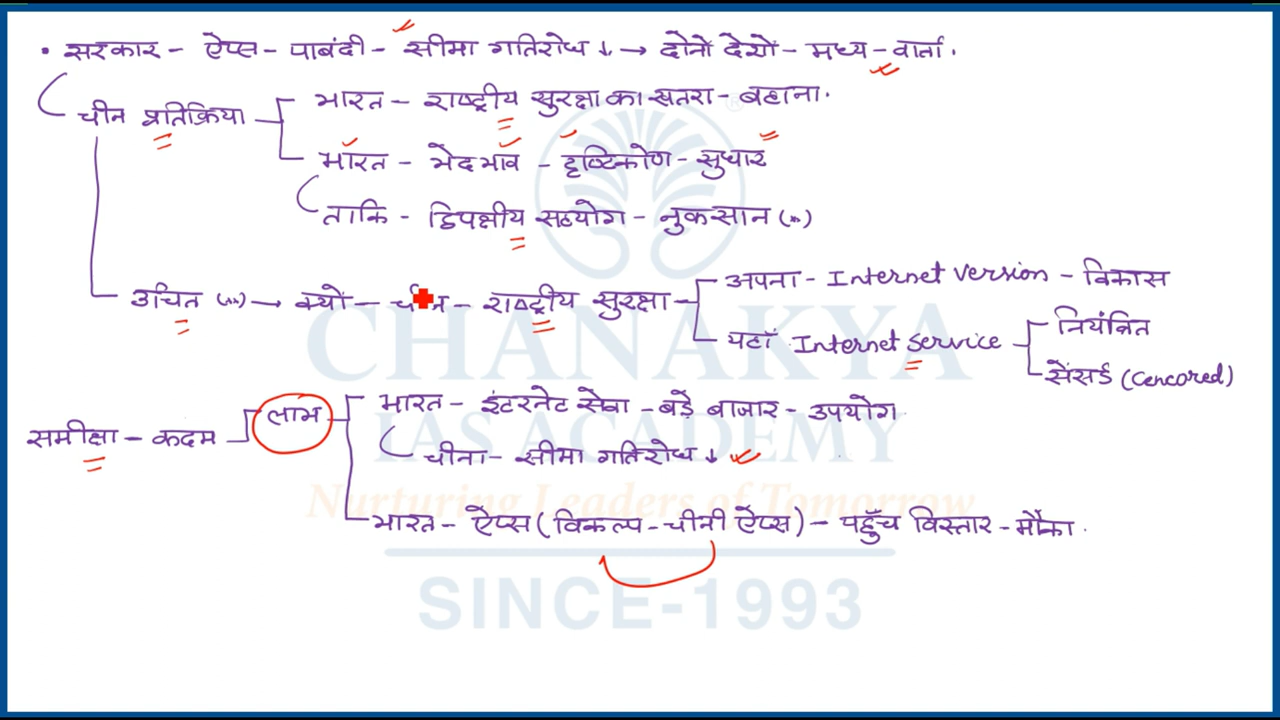 • सरकार - ऐप्स - पाबंदी - सीमा गतिरोध ↓ → दोनो देशो - मध्य - वार्ता.
चीन प्रतिक्रिया
भारत - राष्ट्रीय सुरक्षा का खतरा - बहाना.
भारत - भेदभाव - दृष्टिकोण - सुधार
ताकि - द्विपक्षीय सहयोग - नुकसान
उचित → क्यो - चीन - राष्ट्रीय सुरक्षा
अपना - Internet version - विकास
यहाँ Internet service
नियंत्रित
सेंसर्ड (Cencored)
समीक्षा - कदम
लाभ
भारत - इंटरनेट सेवा - बड़े बाजार - उपयोग
चीना - सीमा गतिरोध ↓
भारत - ऐप्स (विकल्प - चीनी ऐप्स) - पहुँच विस्तार - मौका.
CHANAKYA
IAS ACADEMY
Nurturing Leaders of Tomorrow
SINCE-1993